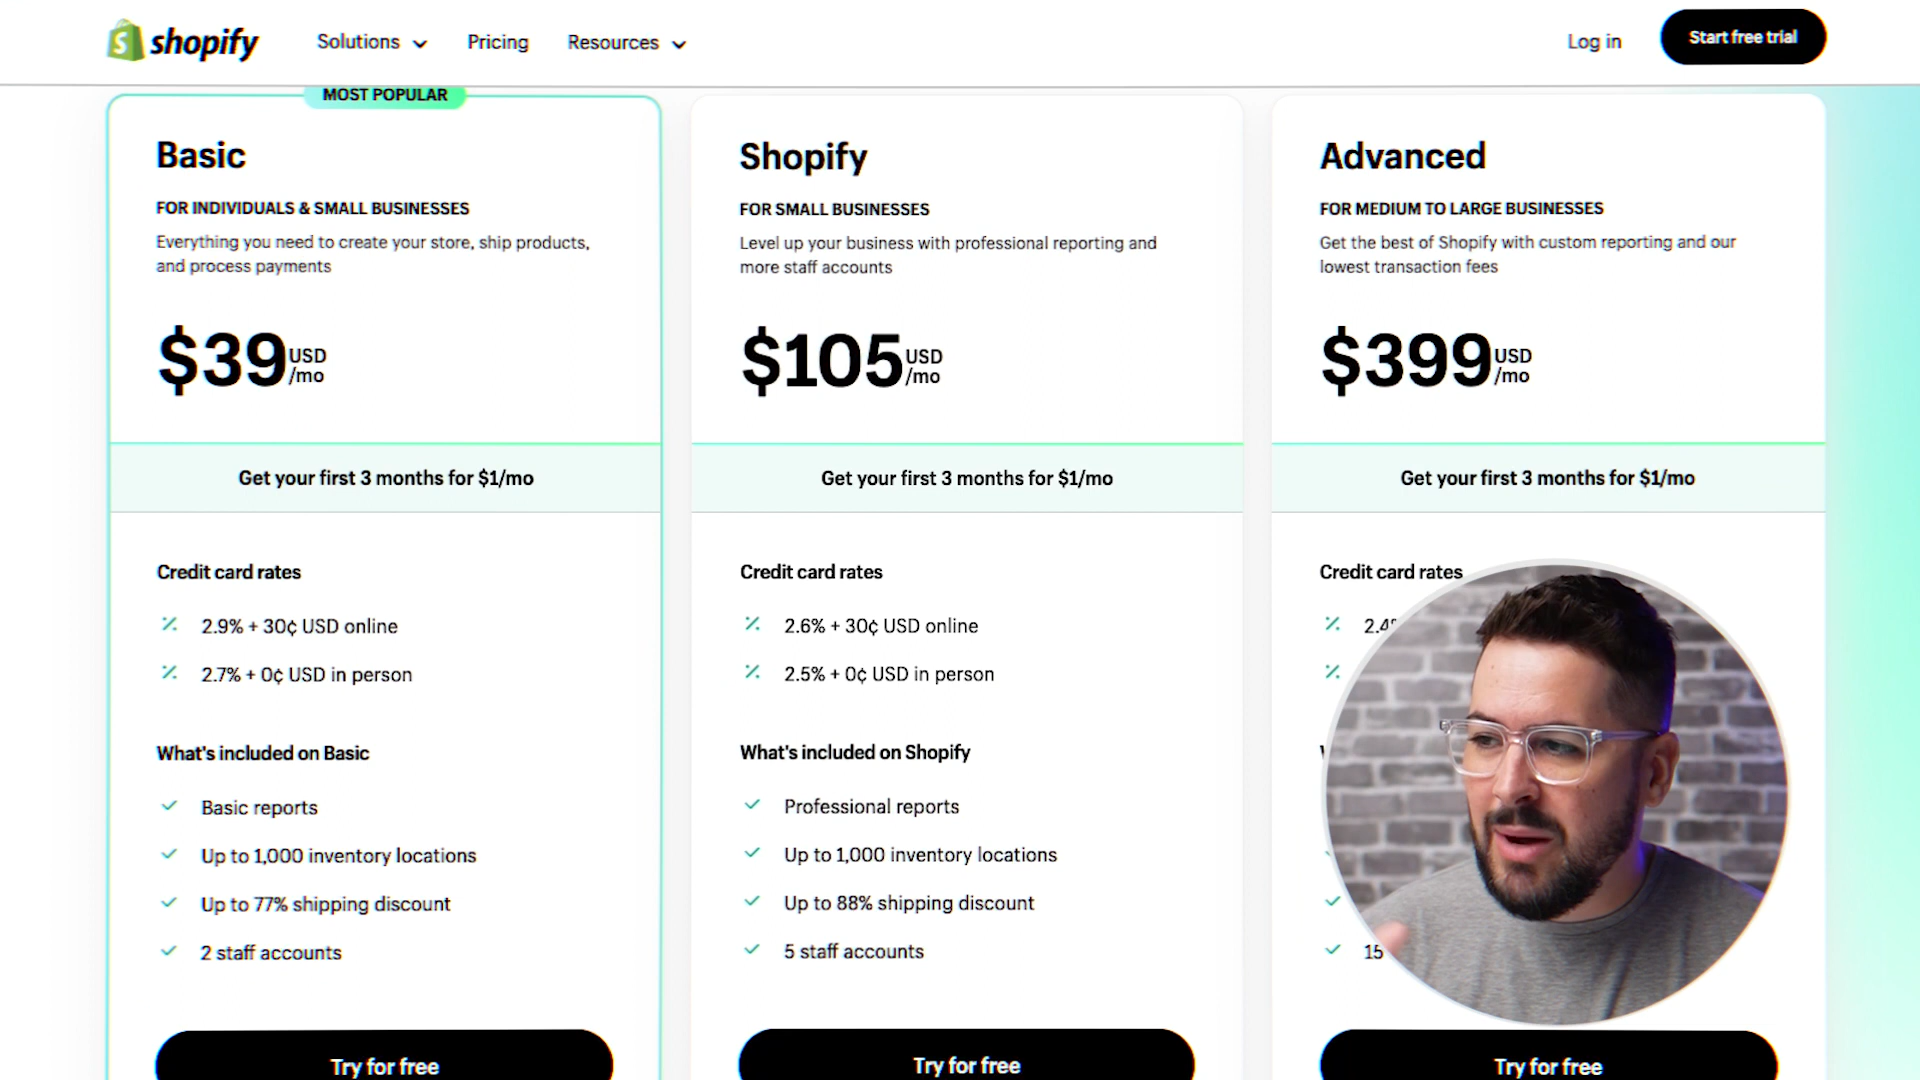 shopify
Solutions
Pricing
Resources
Log in
Start free trial
MOST POPULAR
Basic
FOR INDIVIDUALS & SMALL BUSINESSES
Everything you need to create your store, ship products,
and process payments
$39 USD
/mo
Get your first 3 months for $1/mo
Credit card rates
2.9% + 30¢ USD online
2.7% + 0¢ USD in person
What's included on Basic
Basic reports
Up to 1,000 inventory locations
Up to 77% shipping discount
2 staff accounts
Try for free
Shopify
FOR SMALL BUSINESSES
Level up your business with professional reporting and
more staff accounts
$105 USD
/mo
Get your first 3 months for $1/mo
Credit card rates
2.6% + 30¢ USD online
2.5% + 0¢ USD in person
What's included on Shopify
Professional reports
Up to 1,000 inventory locations
Up to 88% shipping discount
5 staff accounts
Try for free
Advanced
FOR MEDIUM TO LARGE BUSINESSES
Get the best of Shopify with custom reporting and our
lowest transaction fees
$399 USD
/mo
Get your first 3 months for $1/mo
Credit card rates
15
Try for free